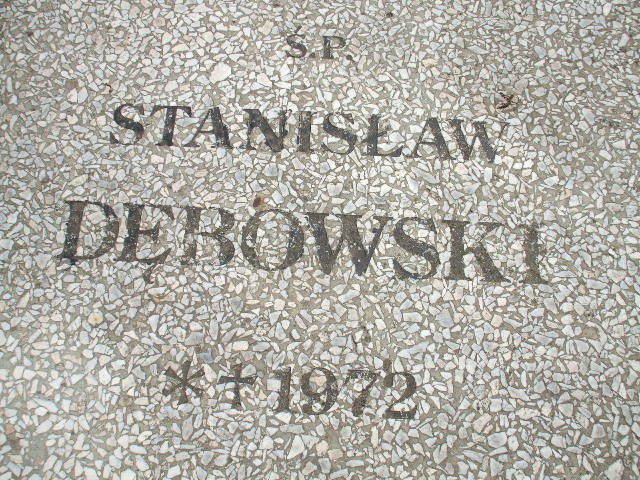 Ś.P.
STANISŁAW
DĘBOWSKI
* † 1972